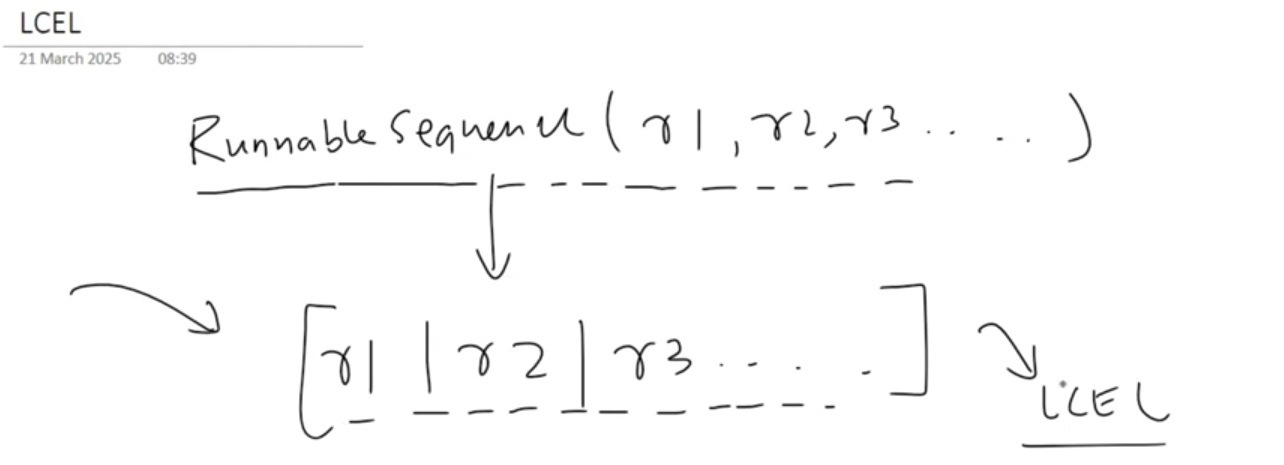 LCEL
21 March 2025 08:39
RunnableSequence ( r1, r2, r3 ..... )
[ r1 | r2 | r3 ..... ]
LCEL